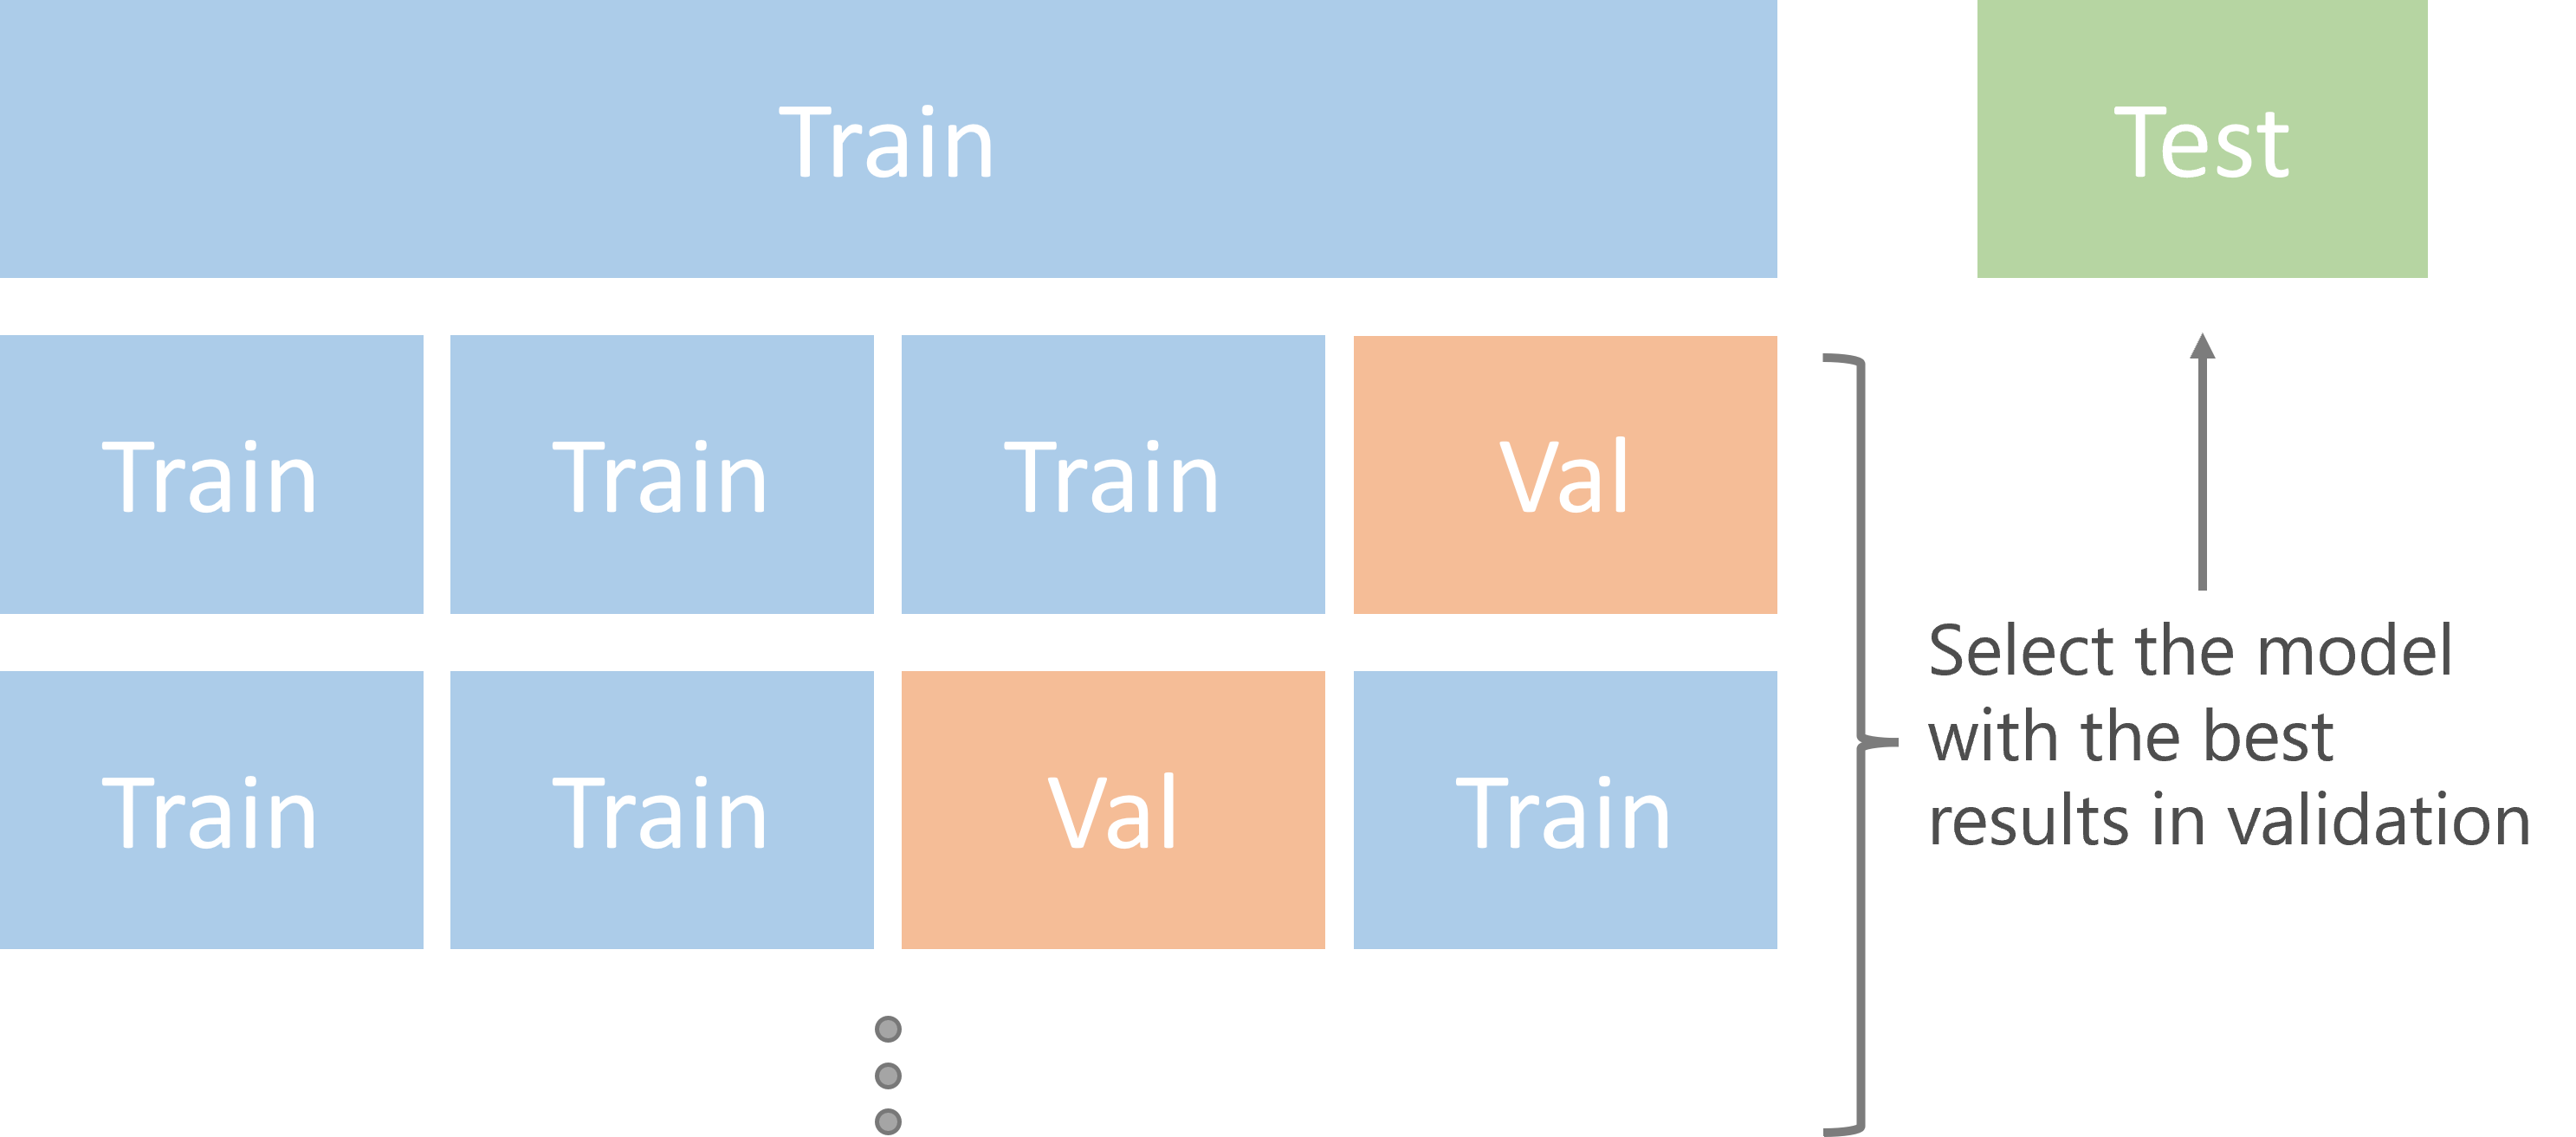 Train
Test
Train
Train
Train
Val
Train
Train
Val
Train
Select the model
with the best
results in validation